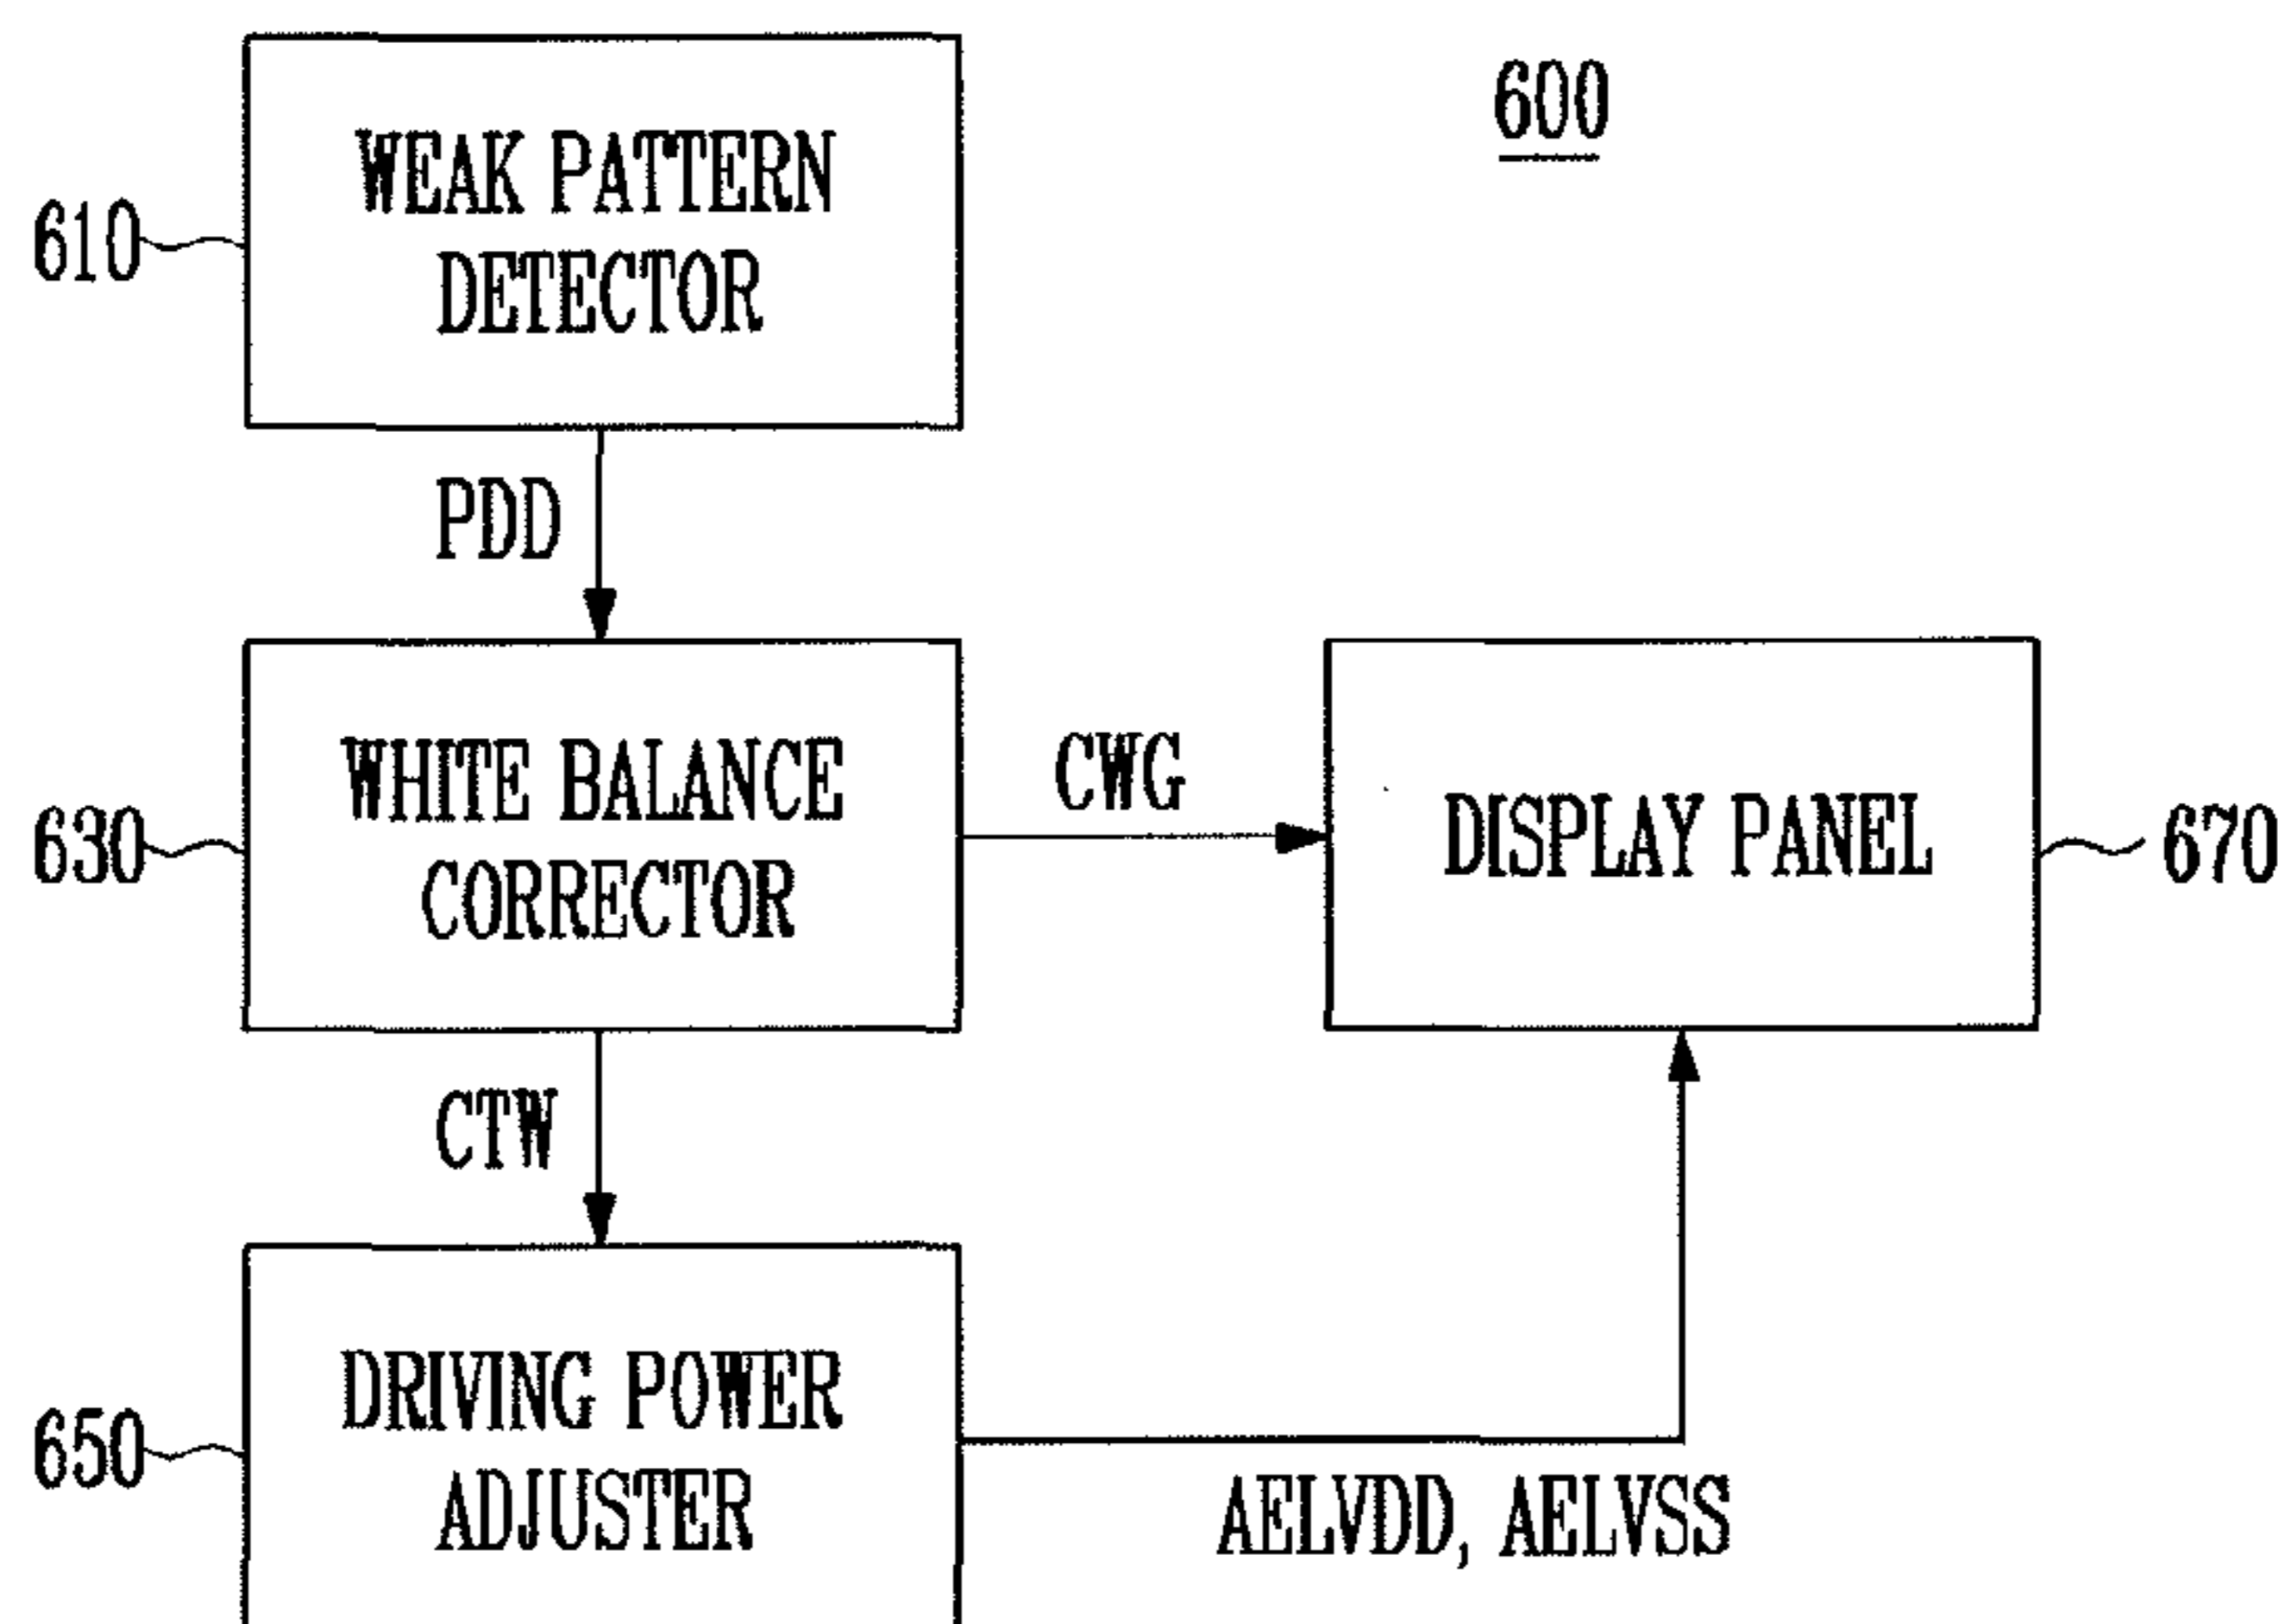 600
WEAK PATTERN
DETECTOR
610
PDD
WHITE BALANCE
CORRECTOR
630
CWG
DISPLAY PANEL
670
CTW
DRIVING POWER
ADJUSTER
650
AELVDD, AELVSS